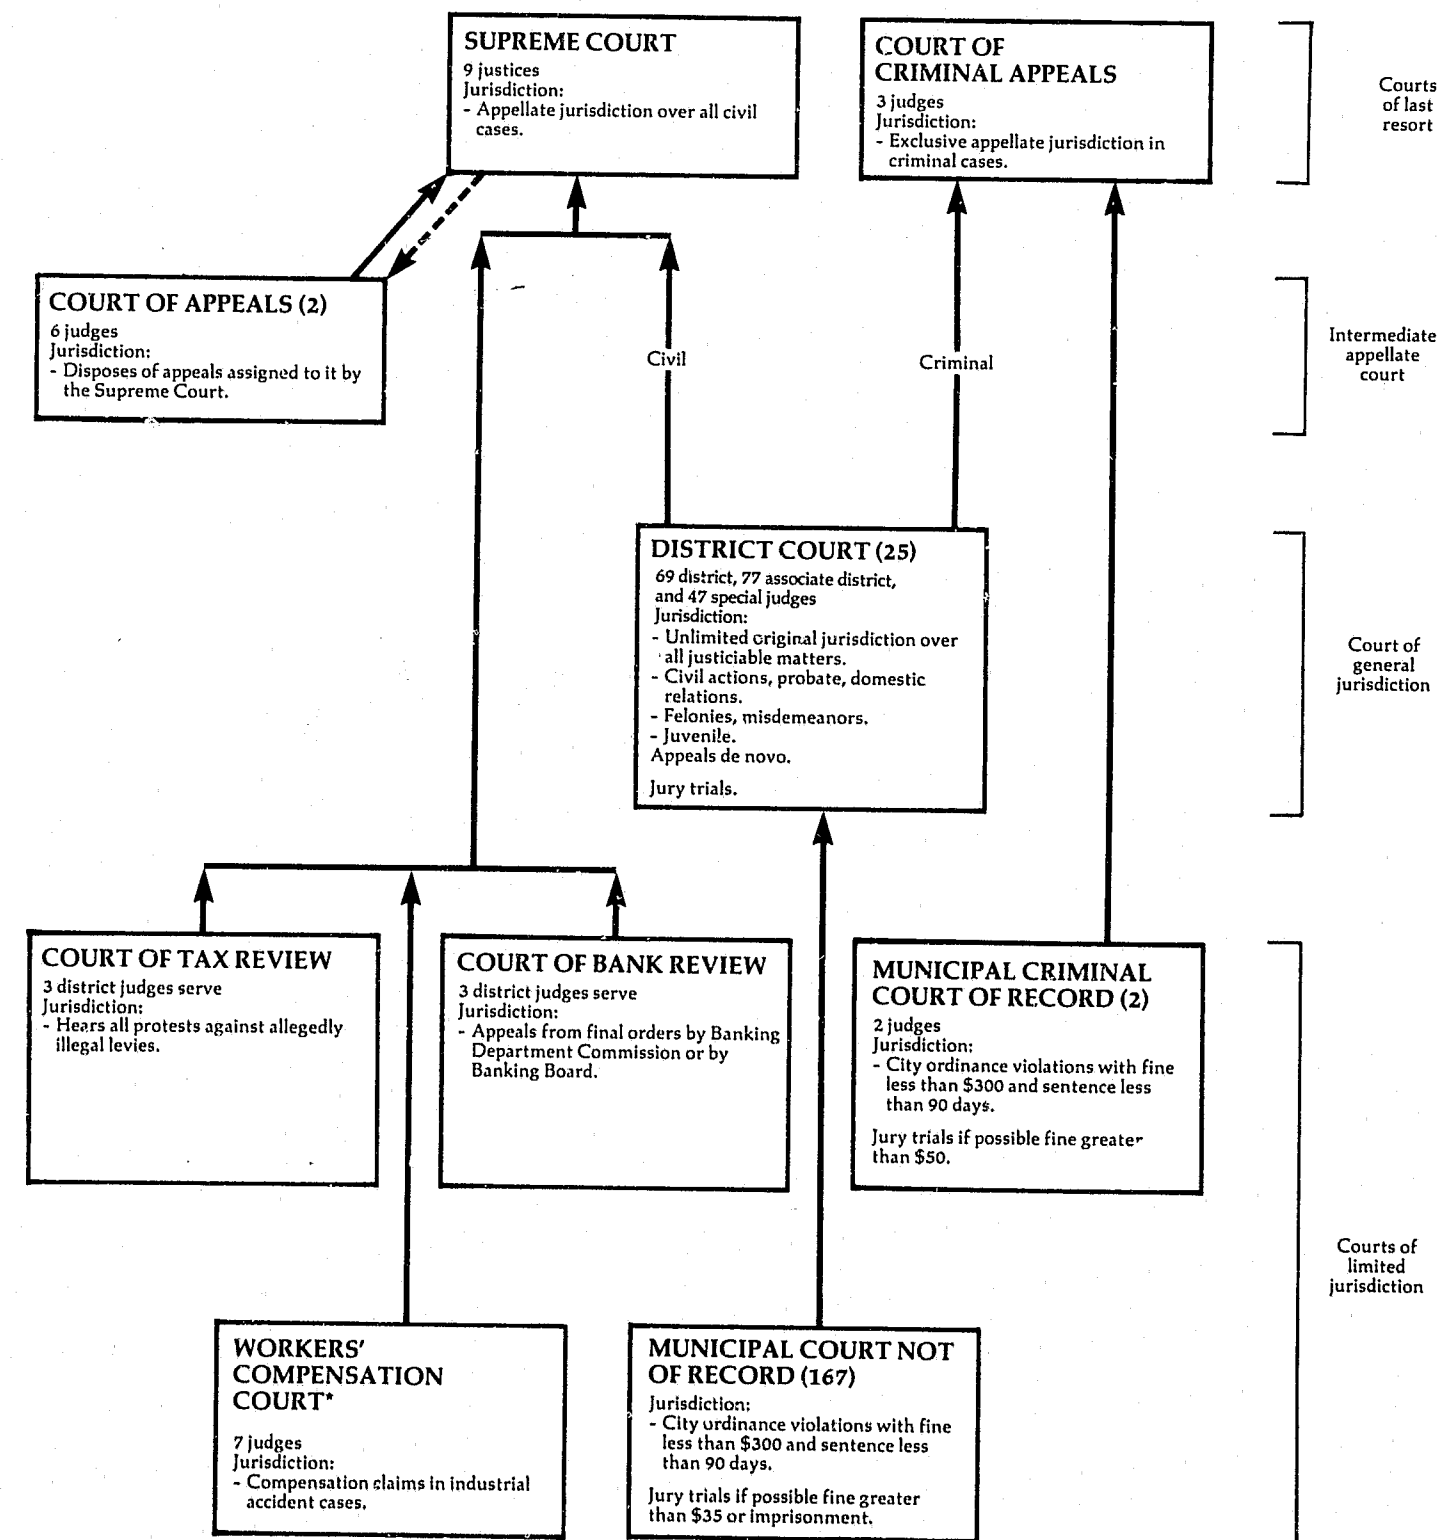 SUPREME COURT
9 justices
Jurisdiction:
- Appellate jurisdiction over all civil
cases.
COURT OF
CRIMINAL APPEALS
3 judges
Jurisdiction:
- Exclusive appellate jurisdiction in
criminal cases.
Courts
of last
resort
COURT OF APPEALS (2)
6 judges
Jurisdiction:
- Disposes of appeals assigned to it by
the Supreme Court.
Civil
Criminal
Intermediate
appellate
court
DISTRICT COURT (25)
69 district, 77 associate district,
and 47 special judges
Jurisdiction:
- Unlimited original jurisdiction over
all justiciable matters.
- Civil actions, probate, domestic
relations.
- Felonies, misdemeanors.
- Juvenile.
Appeals de novo.
Jury trials.
Court of
general
jurisdiction
COURT OF TAX REVIEW
3 district judges serve
Jurisdiction:
- Hears all protests against allegedly
illegal levies.
COURT OF BANK REVIEW
3 district judges serve
Jurisdiction:
- Appeals from final orders by Banking
Department Commission or by
Banking Board.
MUNICIPAL CRIMINAL
COURT OF RECORD (2)
2 judges
Jurisdiction:
- City ordinance violations with fine
less than $300 and sentence less
than 90 days.
Jury trials if possible fine greater
than $50.
Courts of
limited
jurisdiction
WORKERS'
COMPENSATION
COURT*
7 judges
Jurisdiction:
- Compensation claims in industrial
accident cases.
MUNICIPAL COURT NOT
OF RECORD (167)
Jurisdiction:
- City ordinance violations with fine
less than $300 and sentence less
than 90 days.
Jury trials if possible fine greater
than $35 or imprisonment.